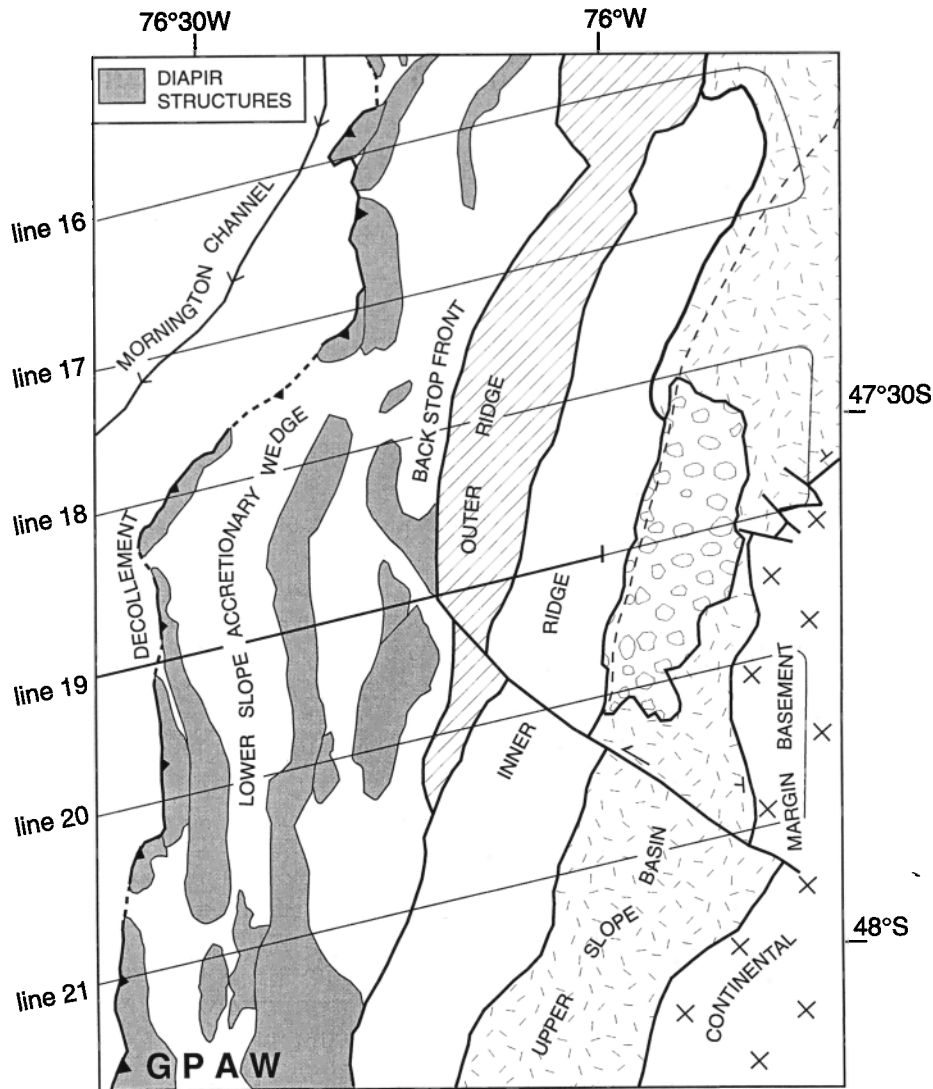 76°30W
76°W
DIAPIR
STRUCTURES
line 16
MORNINGTON CHANNEL
line 17
BACK STOP FRONT
OUTER RIDGE
47°30S
line 18
DECOLLEMENT
LOWER SLOPE ACCRETIONARY WEDGE
line 19
INNER RIDGE
line 20
CONTINENTAL MARGIN BASEMENT
UPPER SLOPE BASIN
48°S
line 21
GPAW